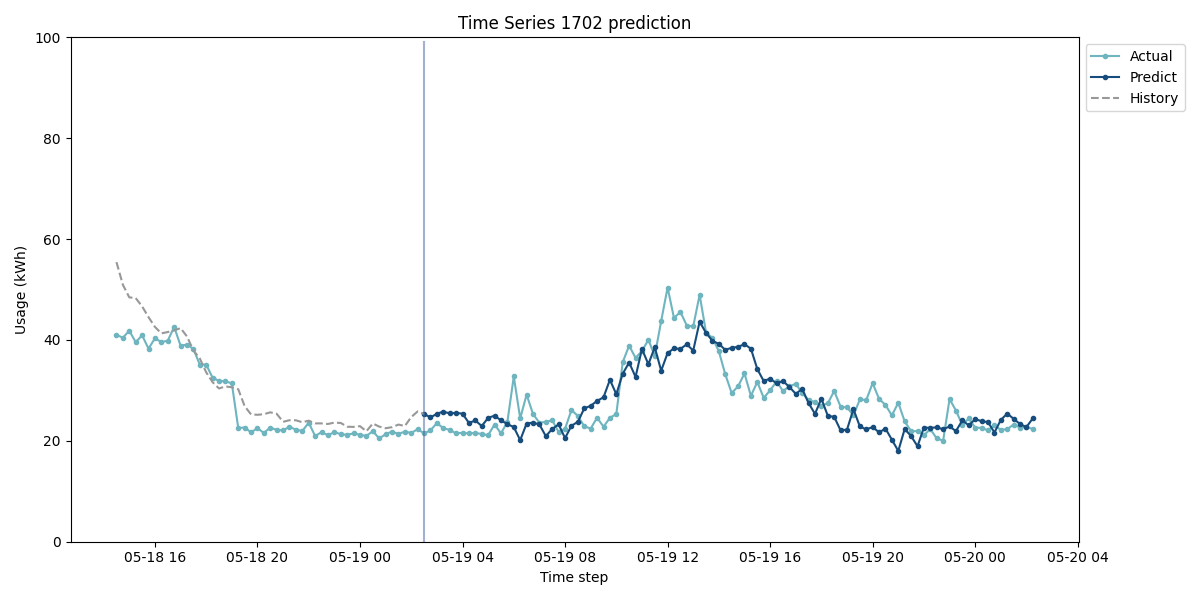 Time Series 1702 prediction
100
80
60
40
20
0
Usage (kWh)
05-18 16
05-18 20
05-19 00
05-19 04
05-19 08
05-19 12
05-19 16
05-19 20
05-20 00
05-20 04
Time step
Actual
Predict
History